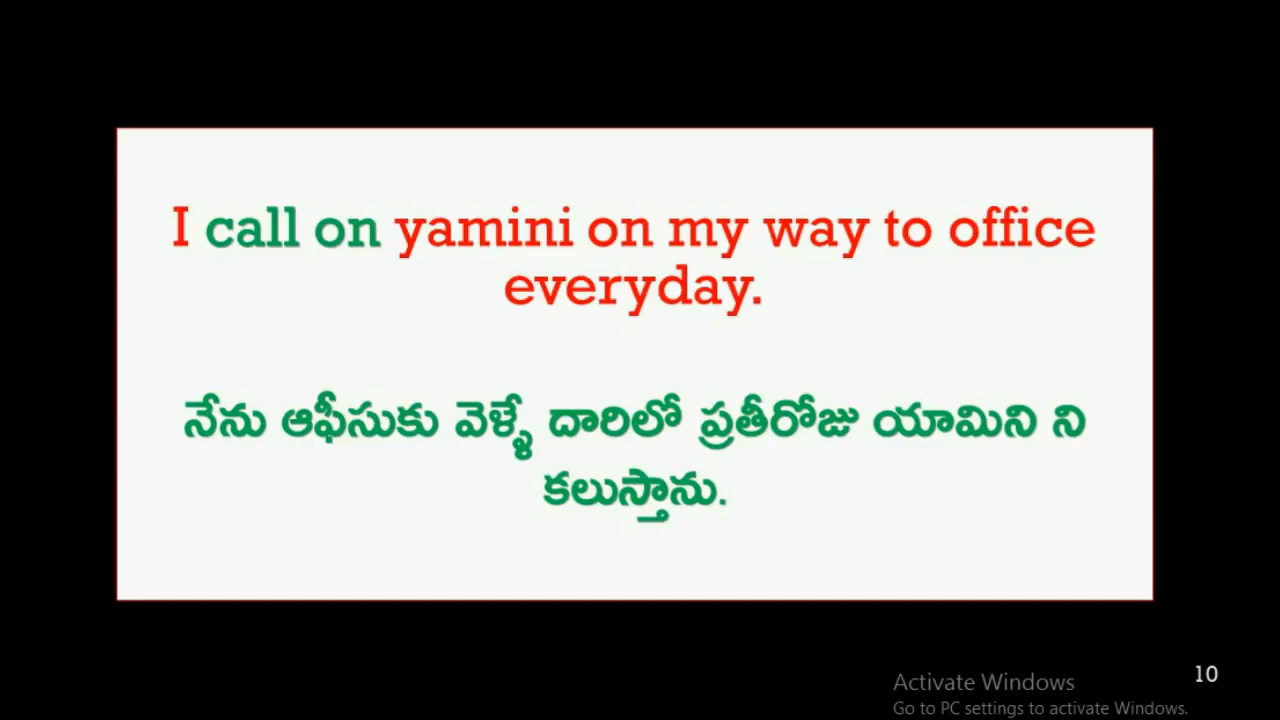 I call on yamini on my way to office
everyday.
నేను ఆఫీసుకు వెళ్ళే దారిలో ప్రతీరోజు యామిని ని
కలుస్తాను.
10
Activate Windows
Go to PC settings to activate Windows.